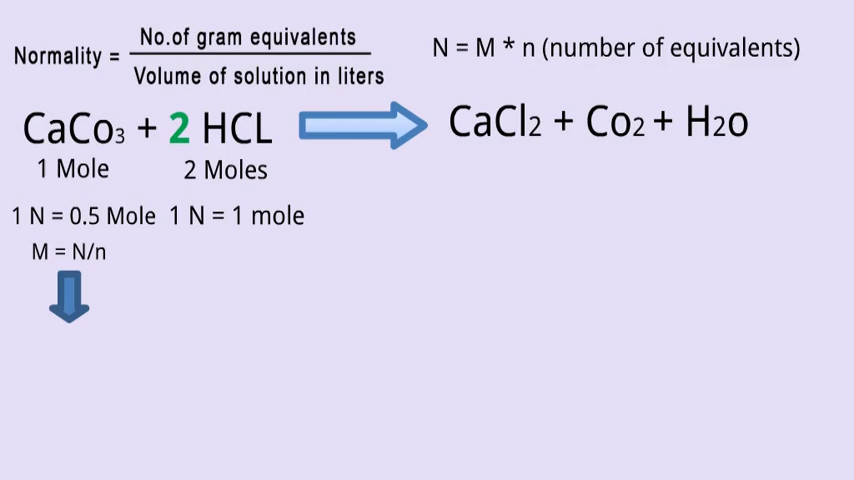 Normality = No.of gram equivalents / Volume of solution in liters
N = M * n (number of equivalents)
CaCo3 + 2 HCL CaCl2 + Co2 + H2o
1 Mole 2 Moles
1 N = 0.5 Mole 1 N = 1 mole
M = N/n